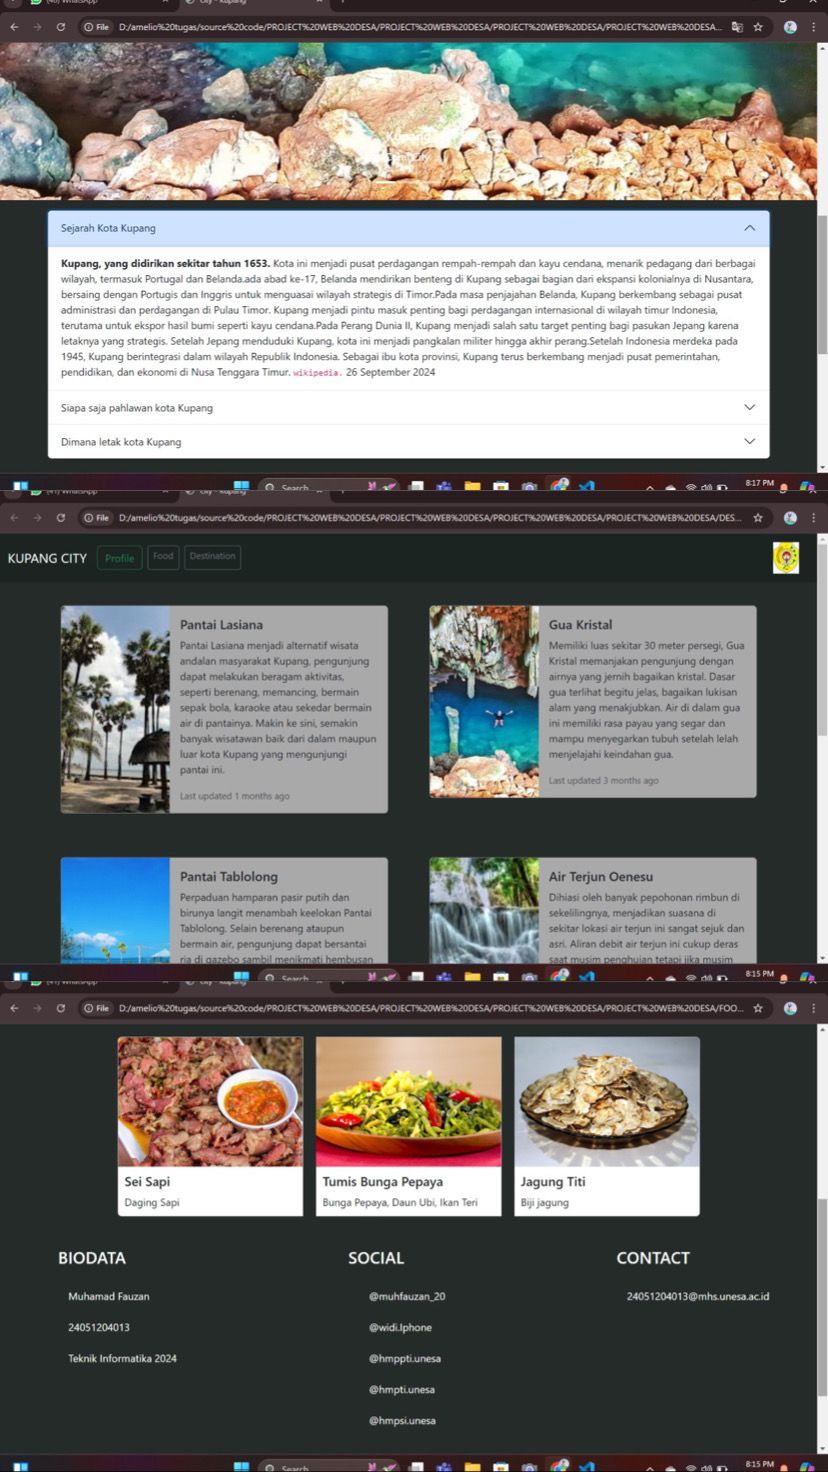 (40) WhatsApp
City - Kupang
File
D:/amelio%20tugas/source%20code/PROJECT%20WEB%20DESA/PROJECT%20WEB%20DESA/PROJECT%20WEB%20DESA...
Sejarah Kota Kupang
Kupang, yang didirikan sekitar tahun 1653. Kota ini menjadi pusat perdagangan rempah-rempah dan kayu cendana, menarik pedagang dari berbagai
wilayah, termasuk Portugal dan Belanda.ada abad ke-17, Belanda mendirikan benteng di Kupang sebagai bagian dari ekspansi kolonialnya di Nusantara,
bersaing dengan Portugis dan Inggris untuk menguasai wilayah strategis di Timor.Pada masa penjajahan Belanda, Kupang berkembang sebagai pusat
administrasi dan perdagangan di Pulau Timor. Kupang menjadi pintu masuk penting bagi perdagangan internasional di wilayah timur Indonesia,
terutama untuk ekspor hasil bumi seperti kayu cendana.Pada Perang Dunia II, Kupang menjadi salah satu target penting bagi pasukan Jepang karena
letaknya yang strategis. Setelah Jepang menduduki Kupang, kota ini menjadi pangkalan militer hingga akhir perang.Setelah Indonesia merdeka pada
1945, Kupang berintegrasi dalam wilayah Republik Indonesia. Sebagai ibu kota provinsi, Kupang terus berkembang menjadi pusat pemerintahan,
pendidikan, dan ekonomi di Nusa Tenggara Timur. wikipedia. 26 September 2024
Siapa saja pahlawan kota Kupang
Dimana letak kota Kupang
Search
8:17 PM
(41) WhatsApp
City - Kupang
File
D:/amelio%20tugas/source%20code/PROJECT%20WEB%20DESA/PROJECT%20WEB%20DESA/PROJECT%20WEB%20DESA/DES...
KUPANG CITY
Profile
Food
Destination
Pantai Lasiana
Pantai Lasiana menjadi alternatif wisata
andalan masyarakat Kupang, pengunjung
dapat melakukan beragam aktivitas,
seperti berenang, memancing, bermain
sepak bola, karaoke atau sekedar bermain
air di pantainya. Makin ke sini, semakin
banyak wisatawan baik dari dalam maupun
luar kota Kupang yang mengunjungi
pantai ini.
Last updated 1 months ago
Gua Kristal
Memiliki luas sekitar 30 meter persegi, Gua
Kristal memanjakan pengunjung dengan
airnya yang jernih bagaikan kristal. Dasar
gua terlihat begitu jelas, bagaikan lukisan
alam yang menakjubkan. Air di dalam gua
ini memiliki rasa payau yang segar dan
mampu menyegarkan tubuh setelah lelah
menjelajahi keindahan gua.
Last updated 3 months ago
Pantai Tablolong
Perpaduan hamparan pasir putih dan
birunya langit menambah keelokan Pantai
Tablolong. Selain berenang ataupun
bermain air, pengunjung dapat bersantai
ria di gazebo sambil menikmati hembusan
Air Terjun Oenesu
Dihiasi oleh banyak pepohonan rimbun di
sekelilingnya, menjadikan suasana di
sekitar lokasi air terjun ini sangat sejuk dan
asri. Aliran debit air terjun ini cukup deras
saat musim penghujan tetapi jika musim
Search
8:15 PM
(41) WhatsApp
City - Kupang
File
D:/amelio%20tugas/source%20code/PROJECT%20WEB%20DESA/PROJECT%20WEB%20DESA/PROJECT%20WEB%20DESA/FOO...
Sei Sapi
Daging Sapi
Tumis Bunga Pepaya
Bunga Pepaya, Daun Ubi, Ikan Teri
Jagung Titi
Biji jagung
BIODATA
Muhamad Fauzan
24051204013
Teknik Informatika 2024
SOCIAL
@muhfauzan_20
@widi.Iphone
@hmppti.unesa
@hmpti.unesa
@hmpsi.unesa
CONTACT
24051204013@mhs.unesa.ac.id
Search
8:15 PM